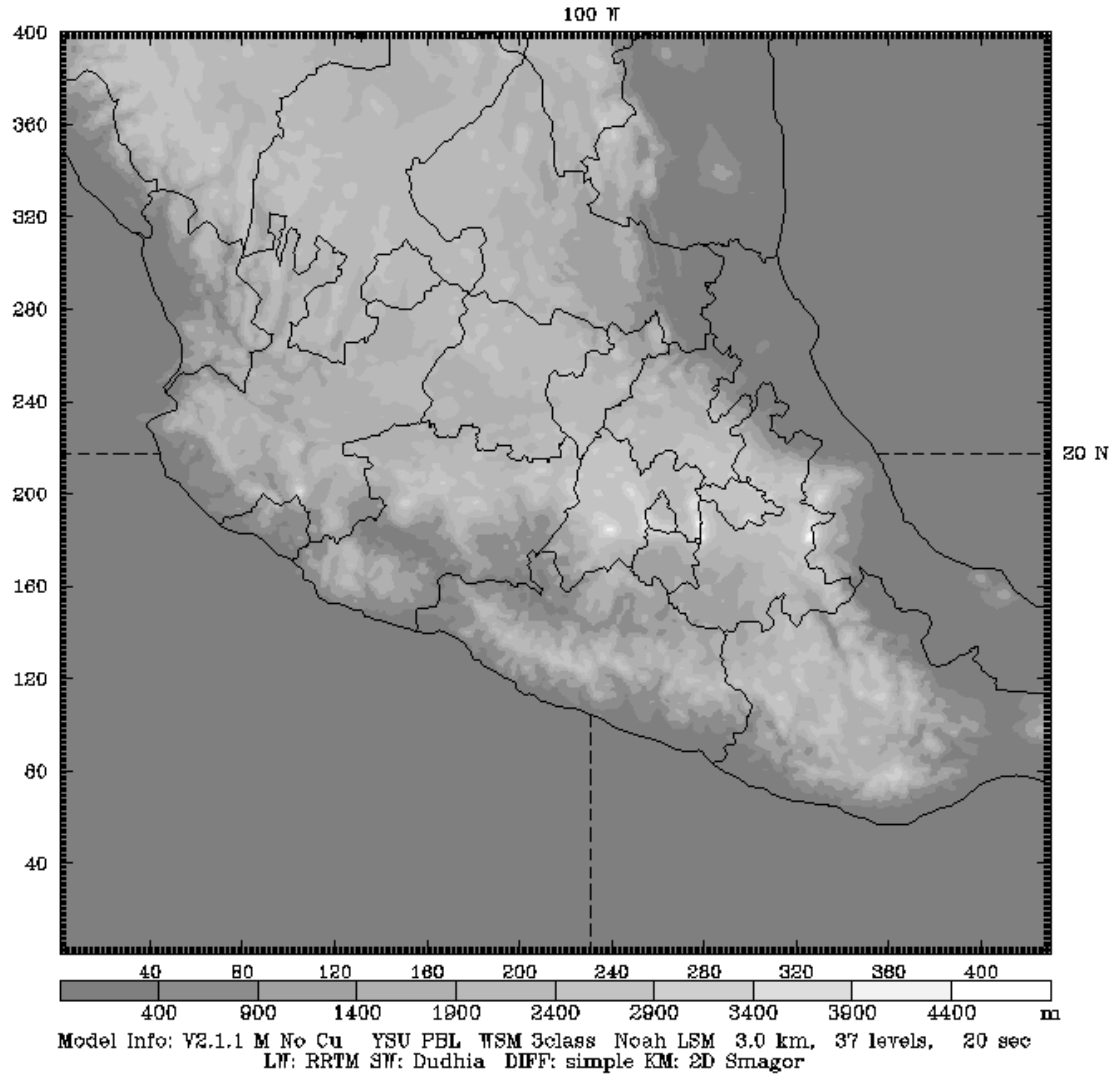 100 W
400
360
320
280
240
20 N
200
160
120
80
40
40 80 120 160 200 240 280 320 360 400
400 900 1400 1900 2400 2900 3400 3900 4400 m
Model Info: V2.1.1 M No Cu YSU PBL WSM 3class Noah LSM 3.0 km, 37 levels, 20 sec
LW: RRTM SW: Dudhia DIFF: simple KM: 2D Smagor